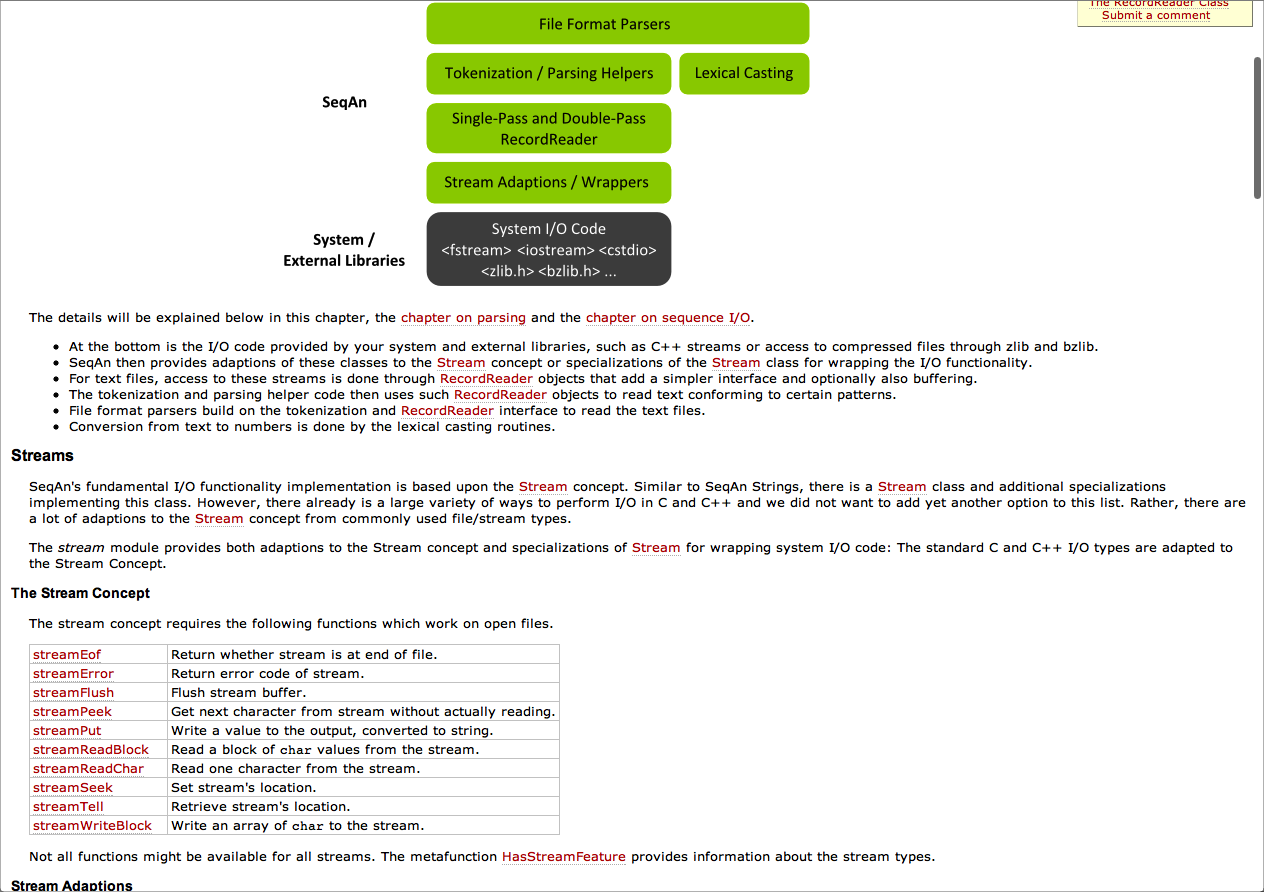 File Format Parsers
The RecordReader Class
Submit a comment
Tokenization / Parsing Helpers
Lexical Casting
SeqAn
Single-Pass and Double-Pass
RecordReader
Stream Adaptions / Wrappers
System /
External Libraries
System I/O Code
<fstream> <iostream> <cstdio>
<zlib.h> <bzlib.h> ...
The details will be explained below in this chapter, the chapter on parsing and the chapter on sequence I/O.
• At the bottom is the I/O code provided by your system and external libraries, such as C++ streams or access to compressed files through zlib and bzlib.
• SeqAn then provides adaptions of these classes to the Stream concept or specializations of the Stream class for wrapping the I/O functionality.
• For text files, access to these streams is done through RecordReader objects that add a simpler interface and optionally also buffering.
• The tokenization and parsing helper code then uses such RecordReader objects to read text conforming to certain patterns.
• File format parsers build on the tokenization and RecordReader interface to read the text files.
• Conversion from text to numbers is done by the lexical casting routines.
Streams
SeqAn's fundamental I/O functionality implementation is based upon the Stream concept. Similar to SeqAn Strings, there is a Stream class and additional specializations
implementing this class. However, there already is a large variety of ways to perform I/O in C and C++ and we did not want to add yet another option to this list. Rather, there are
a lot of adaptions to the Stream concept from commonly used file/stream types.
The stream module provides both adaptions to the Stream concept and specializations of Stream for wrapping system I/O code: The standard C and C++ I/O types are adapted to
the Stream Concept.
The Stream Concept
The stream concept requires the following functions which work on open files.
streamEof Return whether stream is at end of file.
streamError Return error code of stream.
streamFlush Flush stream buffer.
streamPeek Get next character from stream without actually reading.
streamPut Write a value to the output, converted to string.
streamReadBlock Read a block of char values from the stream.
streamReadChar Read one character from the stream.
streamSeek Set stream's location.
streamTell Retrieve stream's location.
streamWriteBlock Write an array of char to the stream.
Not all functions might be available for all streams. The metafunction HasStreamFeature provides information about the stream types.
Stream Adaptions